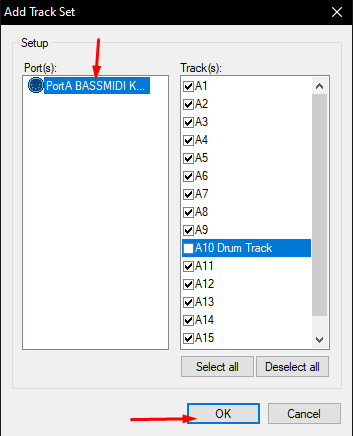 Add Track Set
Setup
Port(s):
Track(s):
PortA BASSMIDI K...
A1
A2
A3
A4
A5
A6
A7
A8
A9
A10 Drum Track
A11
A12
A13
A14
A15
Select all
Deselect all
OK
Cancel